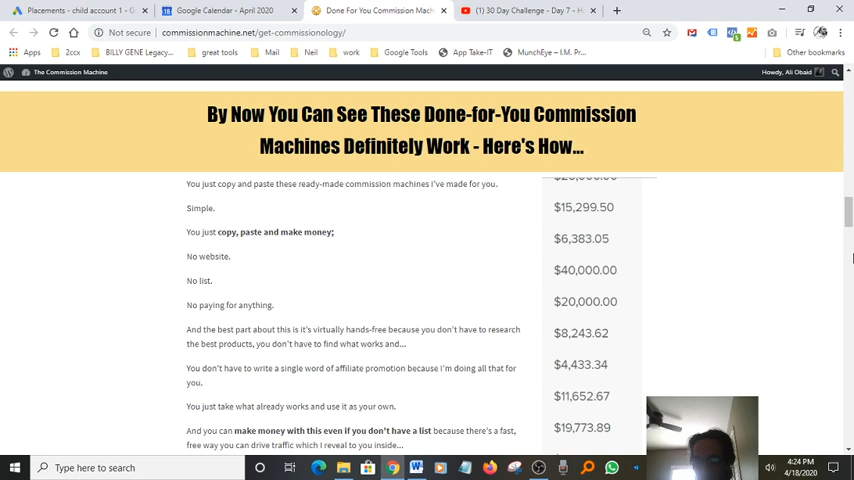 Placements - child account 1 - G
Google Calendar - April 2020
Done For You Commission Mach
(1) 30 Day Challenge - Day 7 - H
Not secure
commissionmachine.net/get-commissionology/
Apps
2ccx
BILLY GENE Legacy...
great tools
Mail
Neil
work
Google Tools
App Take-IT
MunchEye – I.M. Pr...
Other bookmarks
The Commission Machine
Howdy, Ali Obaid
By Now You Can See These Done-for-You Commission
Machines Definitely Work - Here's How...
You just copy and paste these ready-made commission machines I've made for you.
Simple.
You just copy, paste and make money;
No website.
No list.
No paying for anything.
And the best part about this is it's virtually hands-free because you don't have to research
the best products, you don't have to find what works and...
You don't have to write a single word of affiliate promotion because I'm doing all that for
you.
You just take what already works and use it as your own.
And you can make money with this even if you don't have a list because there's a fast,
free way you can drive traffic which I reveal to you inside...
$15,299.50
$6,383.05
$40,000.00
$20,000.00
$8,243.62
$4,433.34
$11,652.67
$19,773.89
Type here to search
4:24 PM
4/18/2020